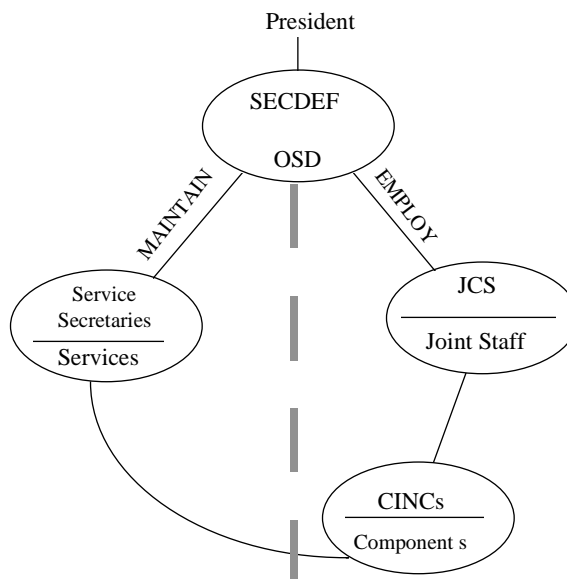 President
SECDEF
OSD
MAINTAIN
EMPLOY
Service
Secretaries
Services
JCS
Joint Staff
CINCs
Component s